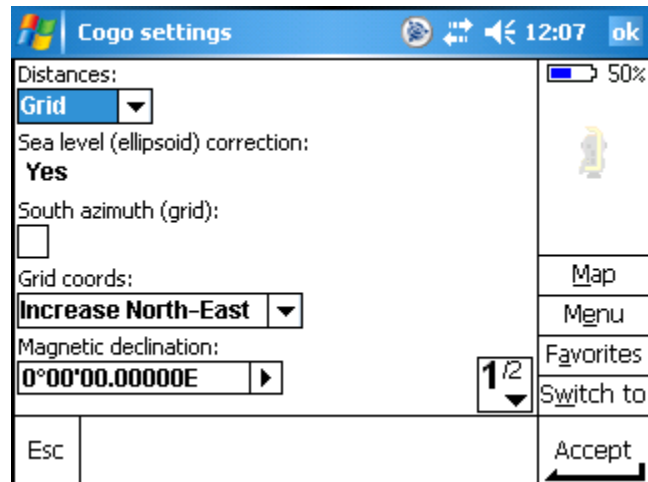 Cogo settings 12:07 ok
Distances:
50%
Grid
Sea level (ellipsoid) correction:
Yes
South azimuth (grid):
Grid coords:
Increase North-East
Magnetic declination:
0°00'00.00000E
1/2
Map
Menu
Favorites
Switch to
Esc
Accept